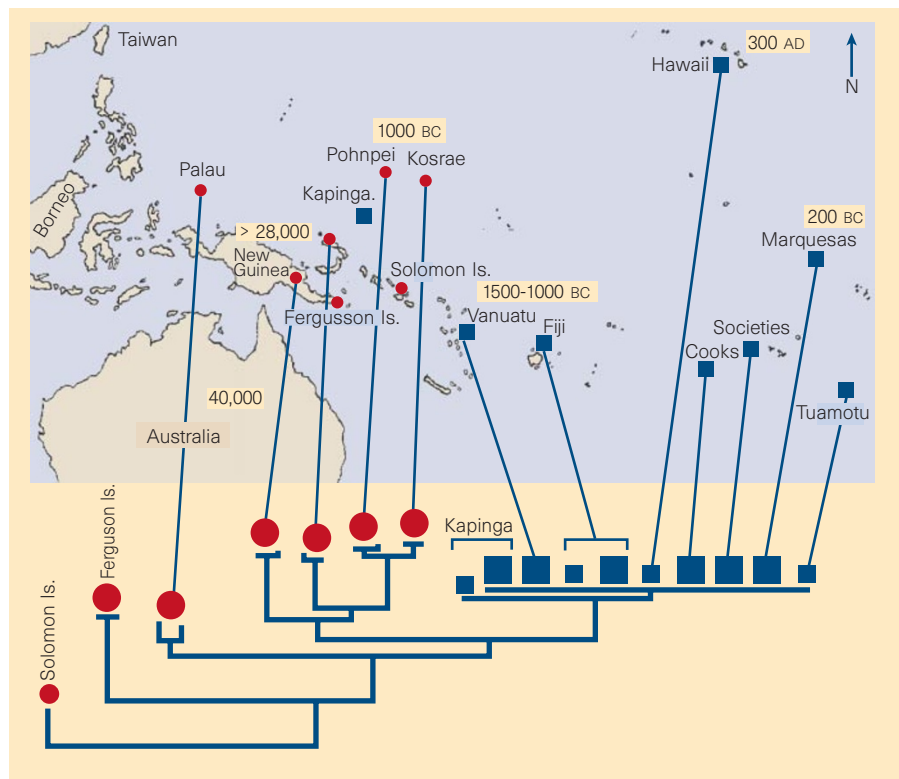 Taiwan
300 AD
Hawaii
N
1000 BC
Pohnpei
Kosrae
Palau
Kapinga.
Borneo
> 28,000
200 BC
Marquesas
New
Guinea
Solomon Is.
1500-1000 BC
Fergusson Is.
Vanuatu
Fiji
Societies
Cooks
40,000
Tuamotu
Australia
Ferguson Is.
Kapinga
Solomon Is.